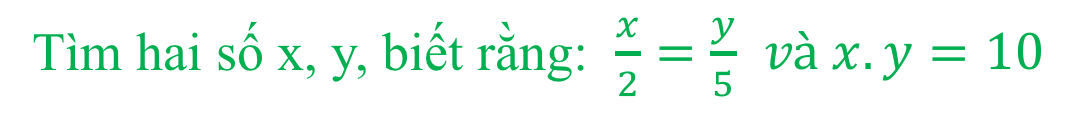 Tìm hai số x, y, biết rằng: x/2 = y/5 và x. y = 10